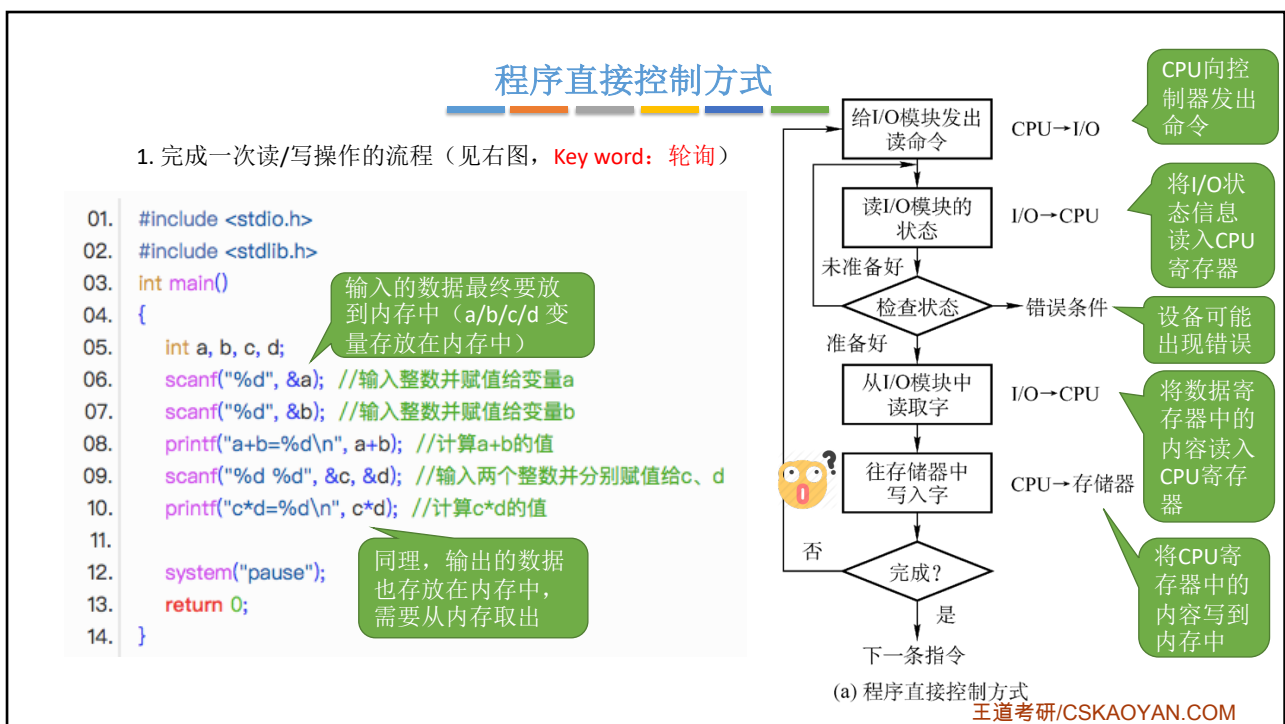 程序直接控制方式
1. 完成一次读/写操作的流程（见右图，Key word：轮询）
01. #include <stdio.h>
02. #include <stdlib.h>
03. int main()
04. {
05. int a, b, c, d;
06. scanf("%d", &a); //输入整数并赋值给变量a
07. scanf("%d", &b); //输入整数并赋值给变量b
08. printf("a+b=%d\n", a+b); //计算a+b的值
09. scanf("%d %d", &c, &d); //输入两个整数并分别赋值给c、d
10. printf("c*d=%d\n", c*d); //计算c*d的值
11.
12. system("pause");
13. return 0;
14. }
输入的数据最终要放
到内存中（a/b/c/d 变
量存放在内存中）
同理，输出的数据
也存放在内存中，
需要从内存取出
给I/O模块发出
读命令
CPU→I/O
CPU向控
制器发出
命令
读I/O模块的
状态
I/O→CPU
将I/O状
态信息
读入CPU
寄存器
未准备好
检查状态
错误条件
设备可能
出现错误
准备好
从I/O模块中
读取字
I/O→CPU
将数据寄
存器中的
内容读入
CPU寄存
器
往存储器中
写入字
CPU→存储器
将CPU寄
存器中的
内容写到
内存中
否
完成?
是
下一条指令
(a) 程序直接控制方式
王道考研/CSKAOYAN.COM